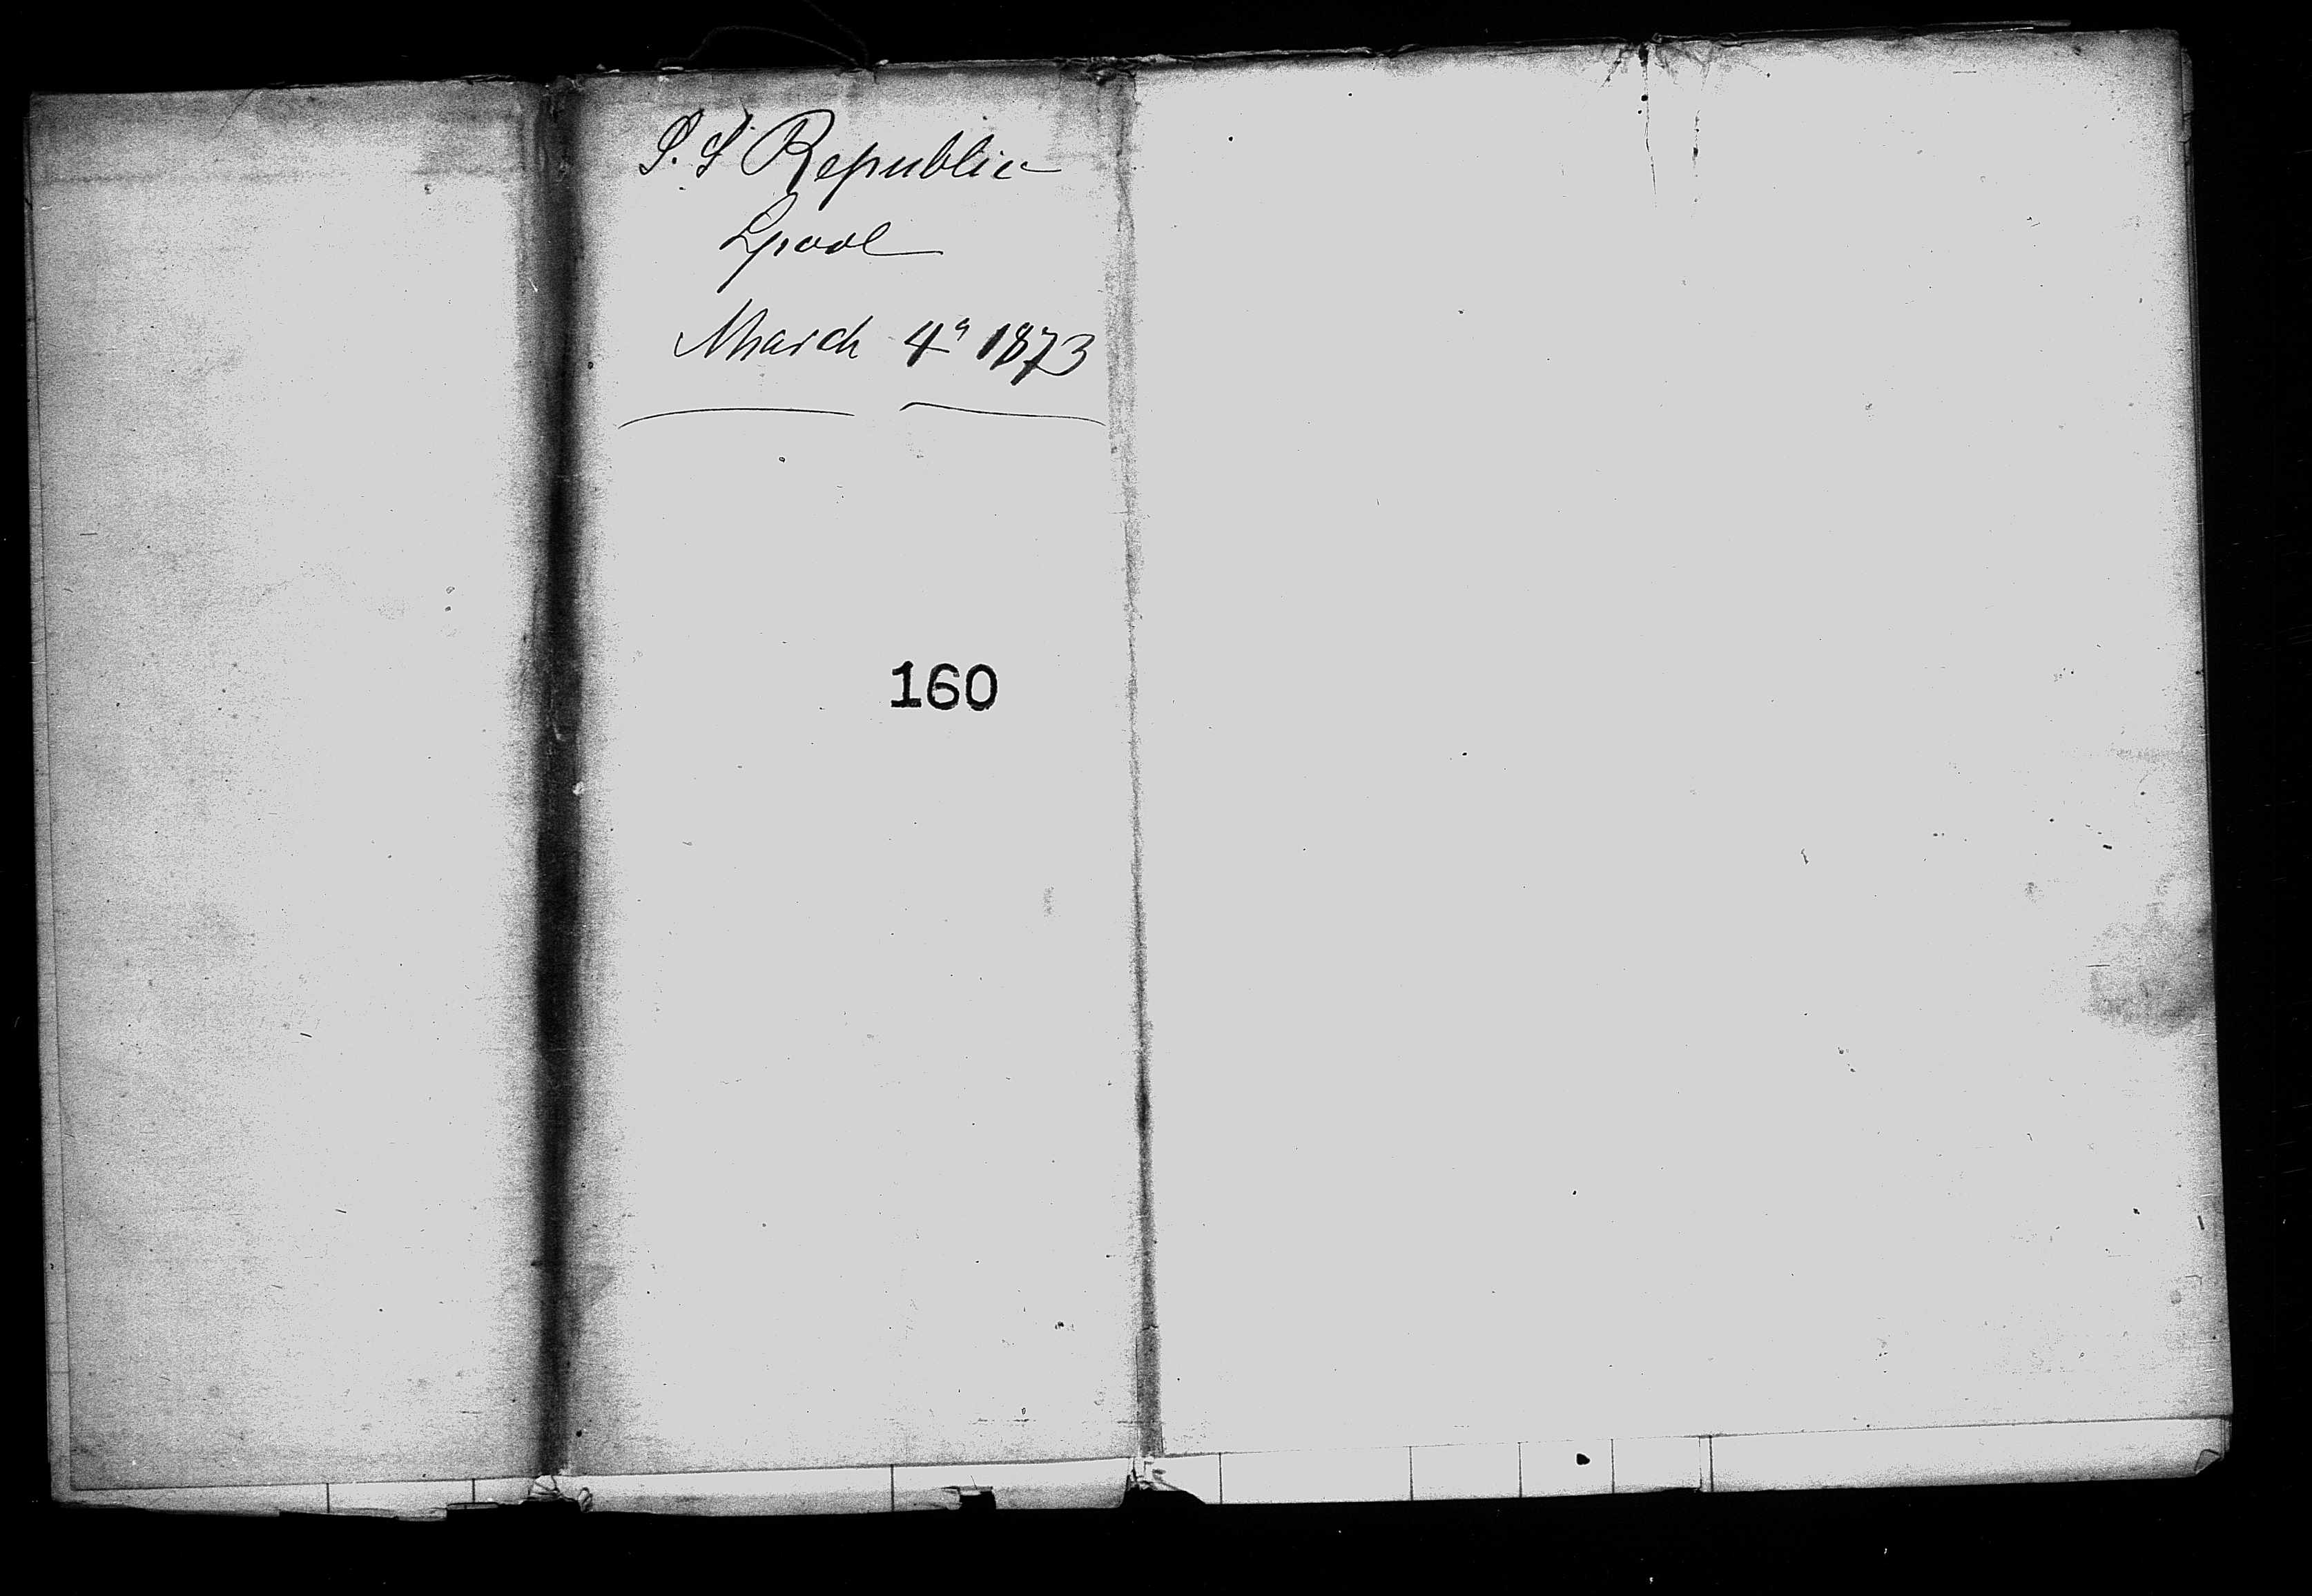 S. S Republic
Lpool
March 4th 1873
160